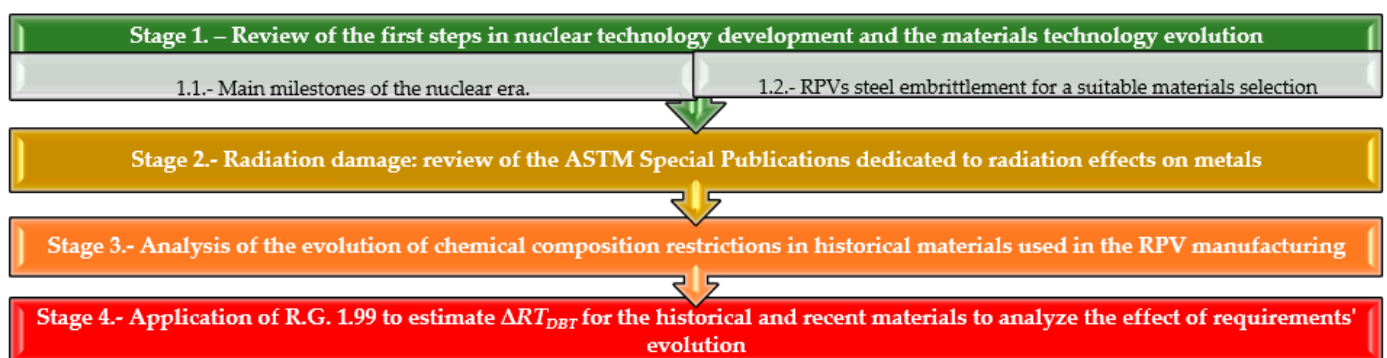 Stage 1. – Review of the first steps in nuclear technology development and the materials technology evolution
1.1.- Main milestones of the nuclear era.
1.2.- RPVs steel embrittlement for a suitable materials selection
Stage 2.- Radiation damage: review of the ASTM Special Publications dedicated to radiation effects on metals
Stage 3.- Analysis of the evolution of chemical composition restrictions in historical materials used in the RPV manufacturing
Stage 4.- Application of R.G. 1.99 to estimate ΔRT_DBT for the historical and recent materials to analyze the effect of requirements'
evolution